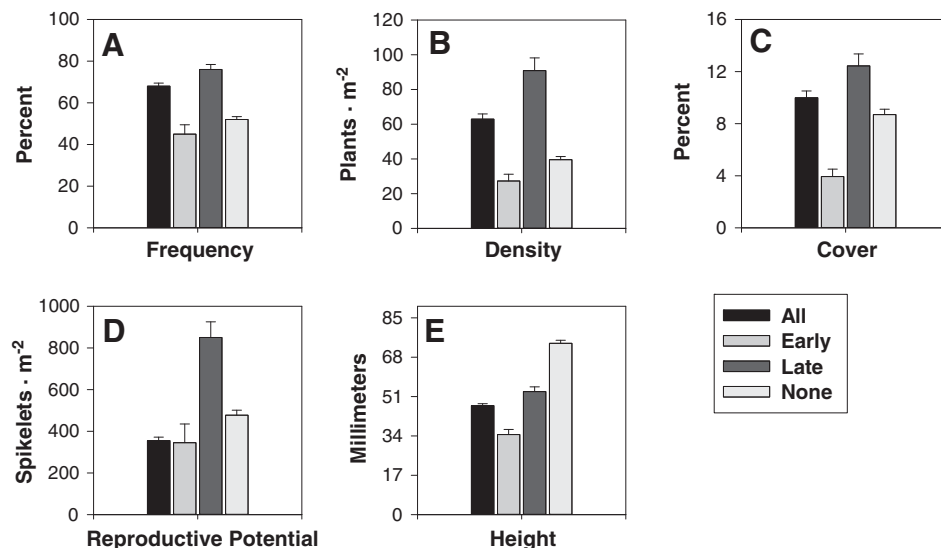 A
Percent
100
80
60
40
20
0
Frequency
B
Plants · m-2
120
100
80
60
40
20
0
Density
C
Percent
16
12
8
4
0
Cover
D
Spikelets · m-2
1000
800
600
400
200
0
Reproductive Potential
E
Millimeters
85
68
51
34
17
0
Height
All
Early
Late
None